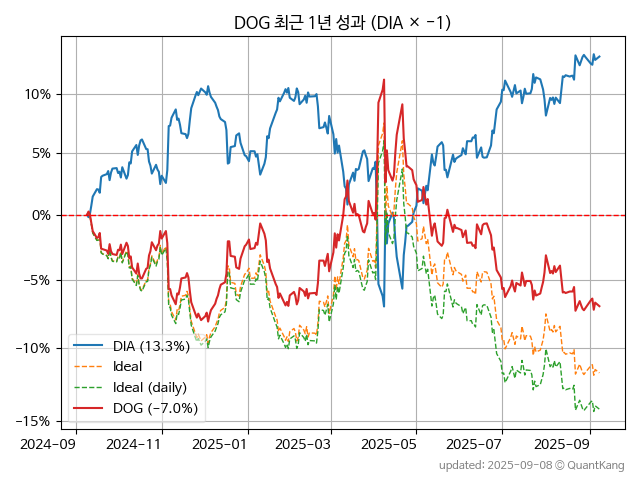 DOG 최근 1년 성과 (DIA × −1)
10%
5%
0%
−5%
−10%
−15%
DIA (13.3%)
Ideal
Ideal (daily)
DOG (−7.0%)
2024-09
2024-11
2025-01
2025-03
2025-05
2025-07
2025-09
updated: 2025-09-08 © QuantKang